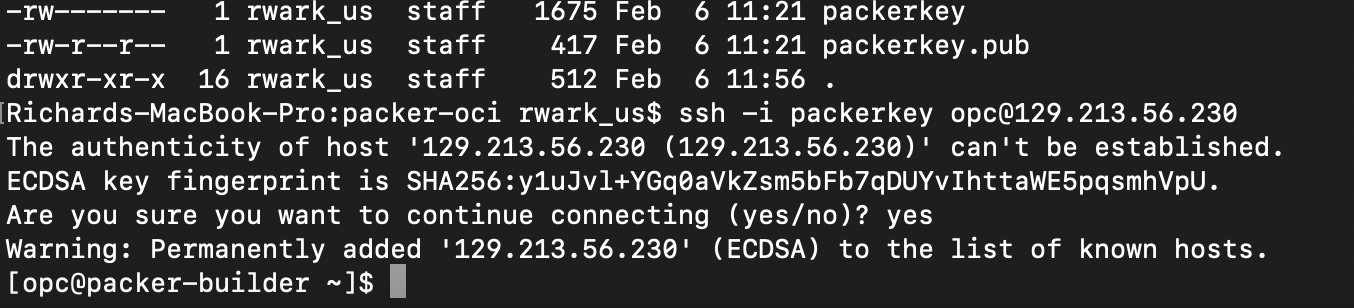 -rw-------   1 rwark_us  staff   1675 Feb  6 11:21 packerkey
-rw-r--r--   1 rwark_us  staff    417 Feb  6 11:21 packerkey.pub
drwxr-xr-x  16 rwark_us  staff    512 Feb  6 11:56 .
[Richards-MacBook-Pro:packer-oci rwark_us$ ssh -i packerkey opc@129.213.56.230
The authenticity of host '129.213.56.230 (129.213.56.230)' can't be established.
ECDSA key fingerprint is SHA256:y1uJvl+YGq0aVkZsm5bFb7qDUYvIhttaWE5pqsmhVpU.
Are you sure you want to continue connecting (yes/no)? yes
Warning: Permanently added '129.213.56.230' (ECDSA) to the list of known hosts.
[opc@packer-builder ~]$